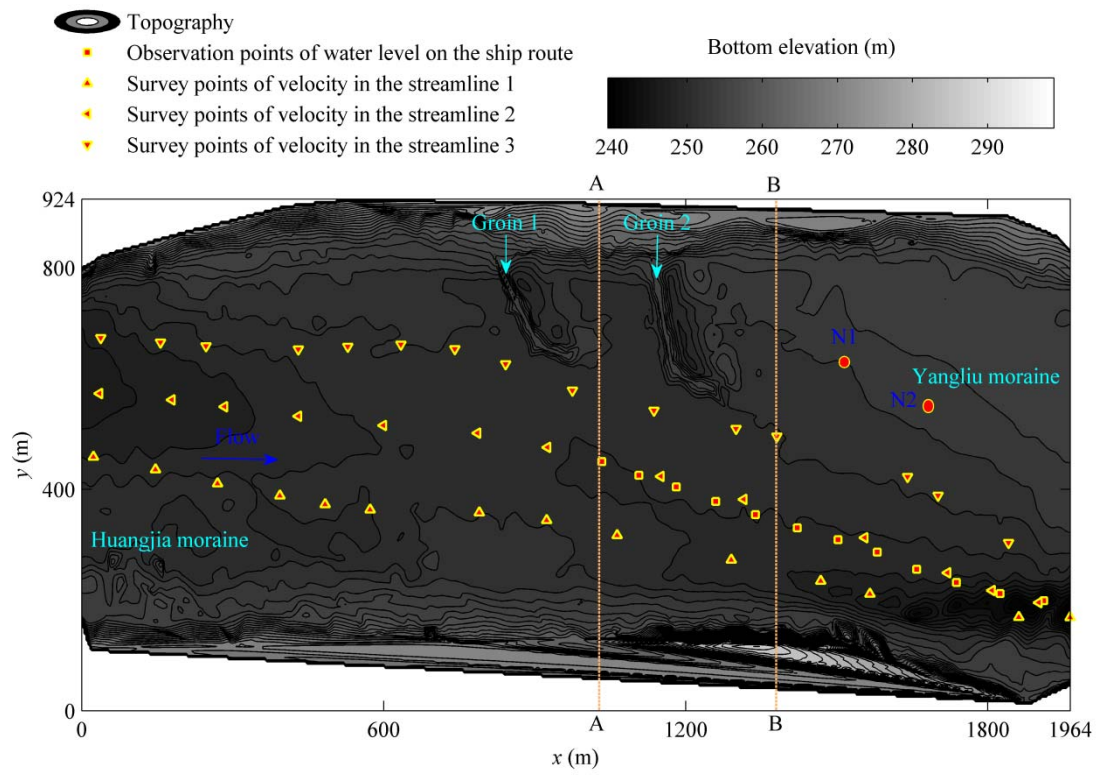 Topography
Observation points of water level on the ship route
Survey points of velocity in the streamline 1
Survey points of velocity in the streamline 2
Survey points of velocity in the streamline 3
Bottom elevation (m)
240 250 260 270 280 290
A B
924
800
400
0
y (m)
Groin 1 Groin 2
N1
Yangliu moraine
N2
Flow
Huangjia moraine
A B
0 600 1200 1800 1964
x (m)